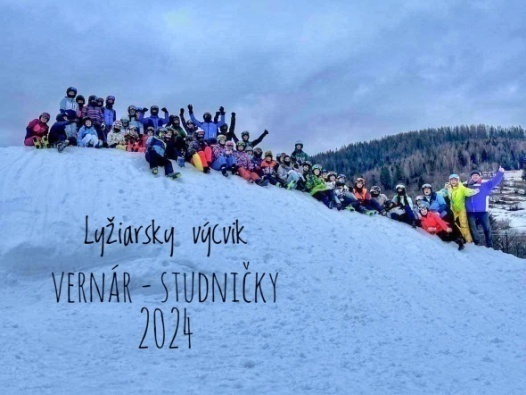 Lyžiarsky výcvik
VERNÁR - STUDNIČKY
2024